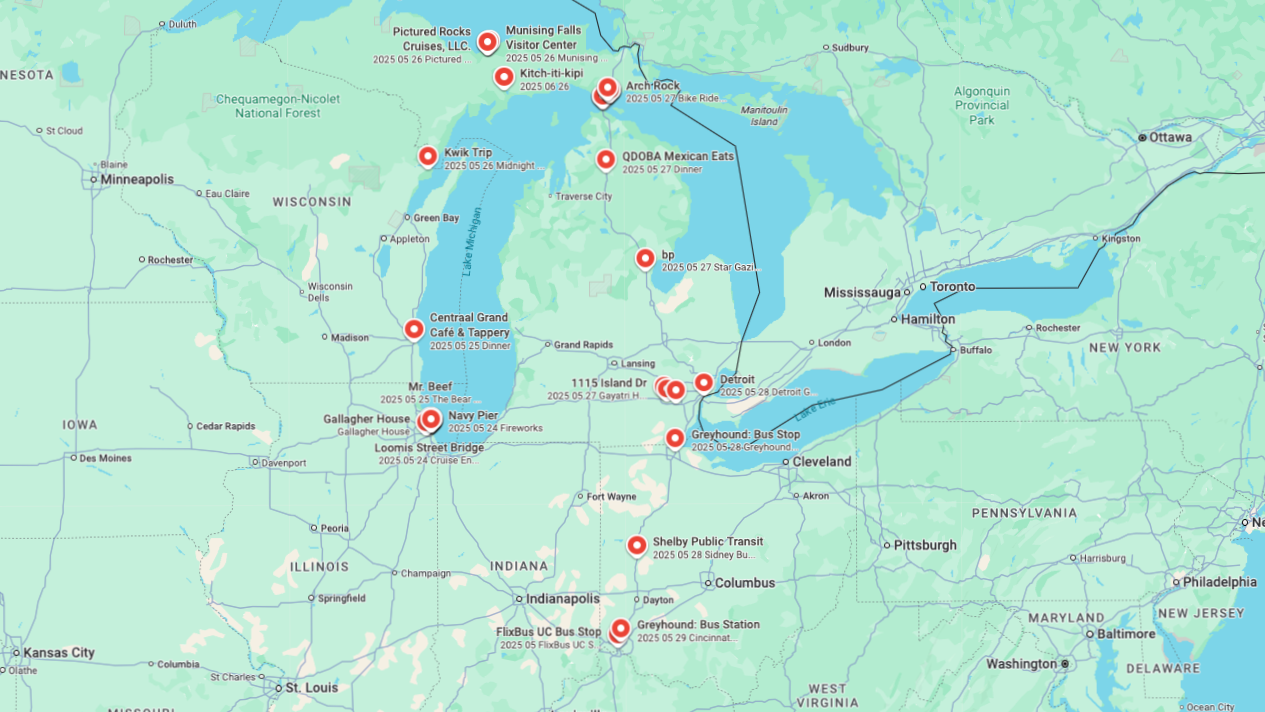 Duluth
Pictured Rocks
Cruises, LLC.
2025 05 26 Pictured ...
Munising Falls
Visitor Center
2025 05 26 Munising...
Sudbury
NESOTA
Kitch-iti-kipi
2025 06 26
Arch Rock
2025 05 27 Bike Ride
Chequamegon-Nicolet
National Forest
Manitoulin
Island
Algonquin
Provincial
Park
St Cloud
Ottawa
Blaine
Minneapolis
Kwik Trip
2025 05 26 Midnight...
QDOBA Mexican Eats
2025 05 27 Dinner
Eau Claire
WISCONSIN
Traverse City
Green Bay
Appleton
Lake Michigan
Kingston
Rochester
bp
2025 05 27 Star Gazi...
Wisconsin
Dells
Mississauga
Toronto
Centraal Grand
Café & Tappery
2025 05 25 Dinner
Hamilton
Rochester
Madison
Grand Rapids
London
Buffalo
NEW YORK
Lansing
Mr. Beef
2025 05 25 The Bear ...
1115 Island Dr
2025 05 27 Gayatri H...
Detroit
2025 05 28 Detroit G...
Lake Erie
Gallagher House
Gallagher House
Navy Pier
2025 05 24 Fireworks
IOWA
Cedar Rapids
Loomis Street Bridge
2025 05 24 Cruise En...
Greyhound: Bus Stop
2025 05 28 Greyhound...
Des Moines
Davenport
Cleveland
Fort Wayne
Akron
PENNSYLVANIA
Peoria
Shelby Public Transit
2025 05 28 Sidney Bu...
Pittsburgh
Harrisburg
ILLINOIS
INDIANA
Champaign
Columbus
Philadelphia
Springfield
Indianapolis
Dayton
MARYLAND
NEW JERSEY
FlixBus UC Bus Stop
2025 05 FlixBus UC S...
Greyhound: Bus Station
2025 05 29 Cincinnat...
Baltimore
Kansas City
Olathe
Columbia
St Charles
St. Louis
Washington
DELAWARE
WEST
VIRGINIA
Ocean City